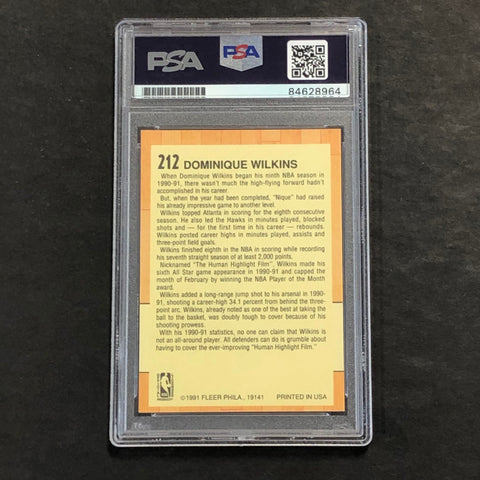 PSA
PSA
84628964
212 DOMINIQUE WILKINS
When Dominique Wilkins began his ninth NBA season
in 1990-91, there wasn't much the high-flying forward hadn't
accomplished in his career.
But, when the year had been completed, "Nique" had
raised his already impressive game to another level.
Wilkins topped Atlanta in scoring for the eighth consecutive
season. He also led the Hawks in minutes played, blocked
shots and — for the first time in his career — rebounds.
Wilkins posted career highs in minutes played, assists and
three-point field goals.
Wilkins finished eighth in the NBA in scoring while recording
his seventh straight season of at least 2,000 points.
Nicknamed "The Human Highlight Film", Wilkins made his
sixth All Star game appearance in 1990-91 and capped the
month of February by winning the NBA Player of the Month
award.
Wilkins added a long-range jump shot to his arsenal in 1990-
91, shooting a career-high 34.1 percent from behind the three-
point arc. Wilkins, already noted as one of the best at taking the
ball to the basket, was doubly tough to cover because of his
shooting prowess.
With his 1990-91 statistics, no one can claim that Wilkins is
not an all-around player. All defenders can do is grumble about
having to cover the ever-improving "Human Highlight Film."
NBA
©1991 FLEER PHILA., 19141 PRINTED IN USA